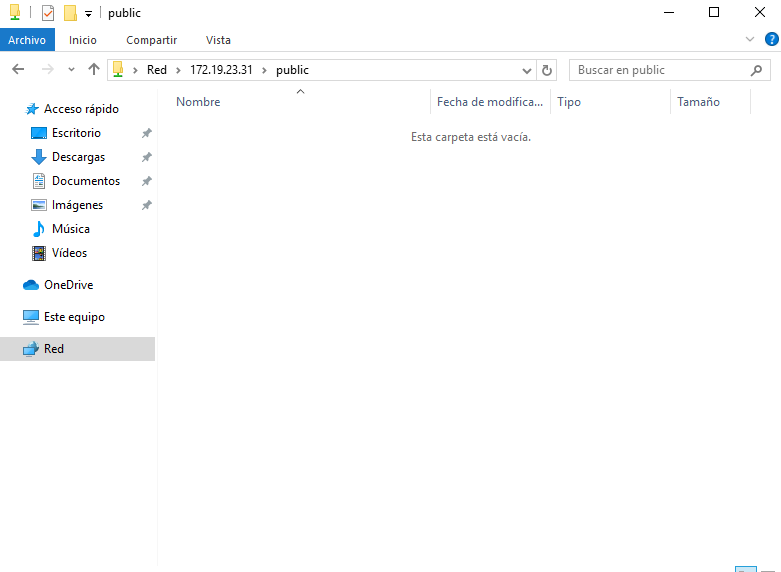 public
Archivo Inicio Compartir Vista
Red 172.19.23.31 public Buscar en public
Nombre Fecha de modifica... Tipo Tamaño
Esta carpeta está vacía.
Acceso rápido
Escritorio
Descargas
Documentos
Imágenes
Música
Vídeos
OneDrive
Este equipo
Red